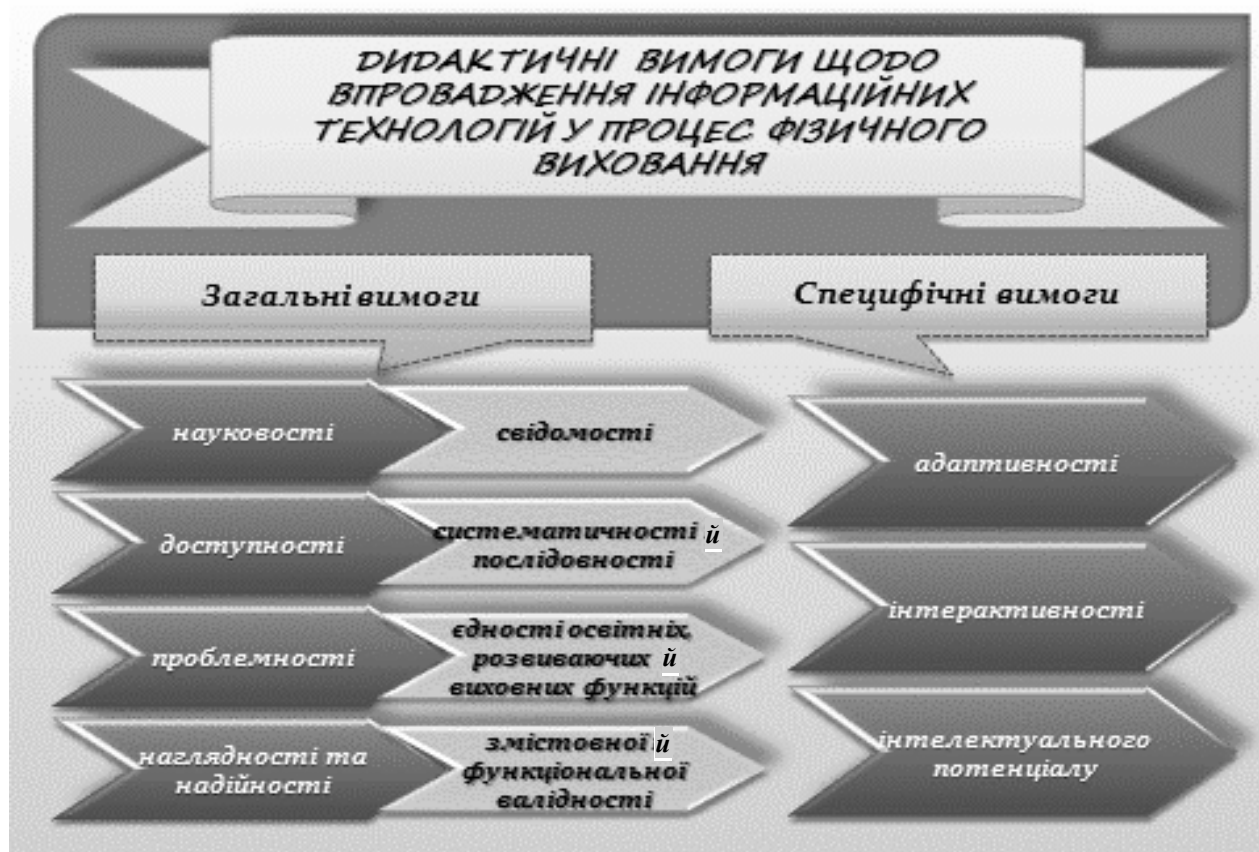 ДИДАКТИЧНІ ВИМОГИ ЩОДО
ВПРОВАДЖЕННЯ ІНФОРМАЦІЙНИХ
ТЕХНОЛОГІЙ У ПРОЦЕС ФІЗИЧНОГО
ВИХОВАННЯ
Загальні вимоги
Специфічні вимоги
науковості
свідомості
доступності
систематичності й
послідовності
проблемності
єдності освітніх,
розвиваючих й
виховних функцій
наглядності та
надійності
змістовної й
функціональної
валідності
адаптивності
інтерактивності
інтелектуального
потенціалу